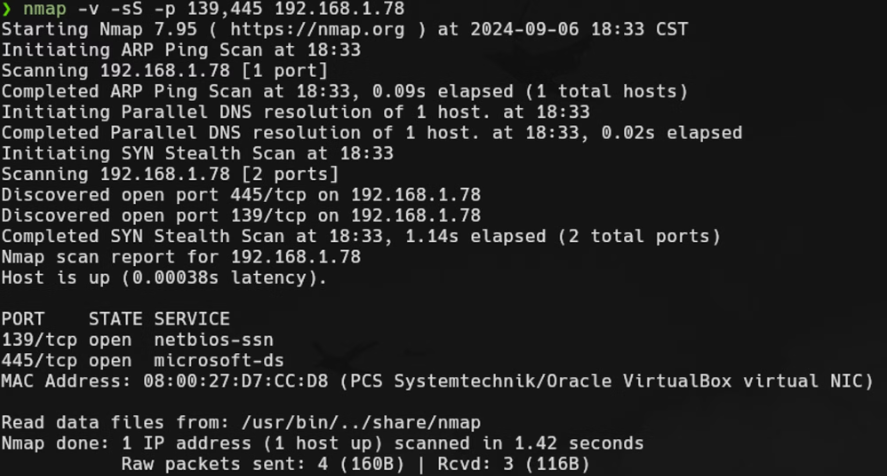 ❯ nmap -v -sS -p 139,445 192.168.1.78
Starting Nmap 7.95 ( https://nmap.org ) at 2024-09-06 18:33 CST
Initiating ARP Ping Scan at 18:33
Scanning 192.168.1.78 [1 port]
Completed ARP Ping Scan at 18:33, 0.09s elapsed (1 total hosts)
Initiating Parallel DNS resolution of 1 host. at 18:33
Completed Parallel DNS resolution of 1 host. at 18:33, 0.02s elapsed
Initiating SYN Stealth Scan at 18:33
Scanning 192.168.1.78 [2 ports]
Discovered open port 445/tcp on 192.168.1.78
Discovered open port 139/tcp on 192.168.1.78
Completed SYN Stealth Scan at 18:33, 1.14s elapsed (2 total ports)
Nmap scan report for 192.168.1.78
Host is up (0.00038s latency).

PORT    STATE SERVICE
139/tcp open  netbios-ssn
445/tcp open  microsoft-ds
MAC Address: 08:00:27:D7:CC:D8 (PCS Systemtechnik/Oracle VirtualBox virtual NIC)

Read data files from: /usr/bin/../share/nmap
Nmap done: 1 IP address (1 host up) scanned in 1.42 seconds
           Raw packets sent: 4 (160B) | Rcvd: 3 (116B)